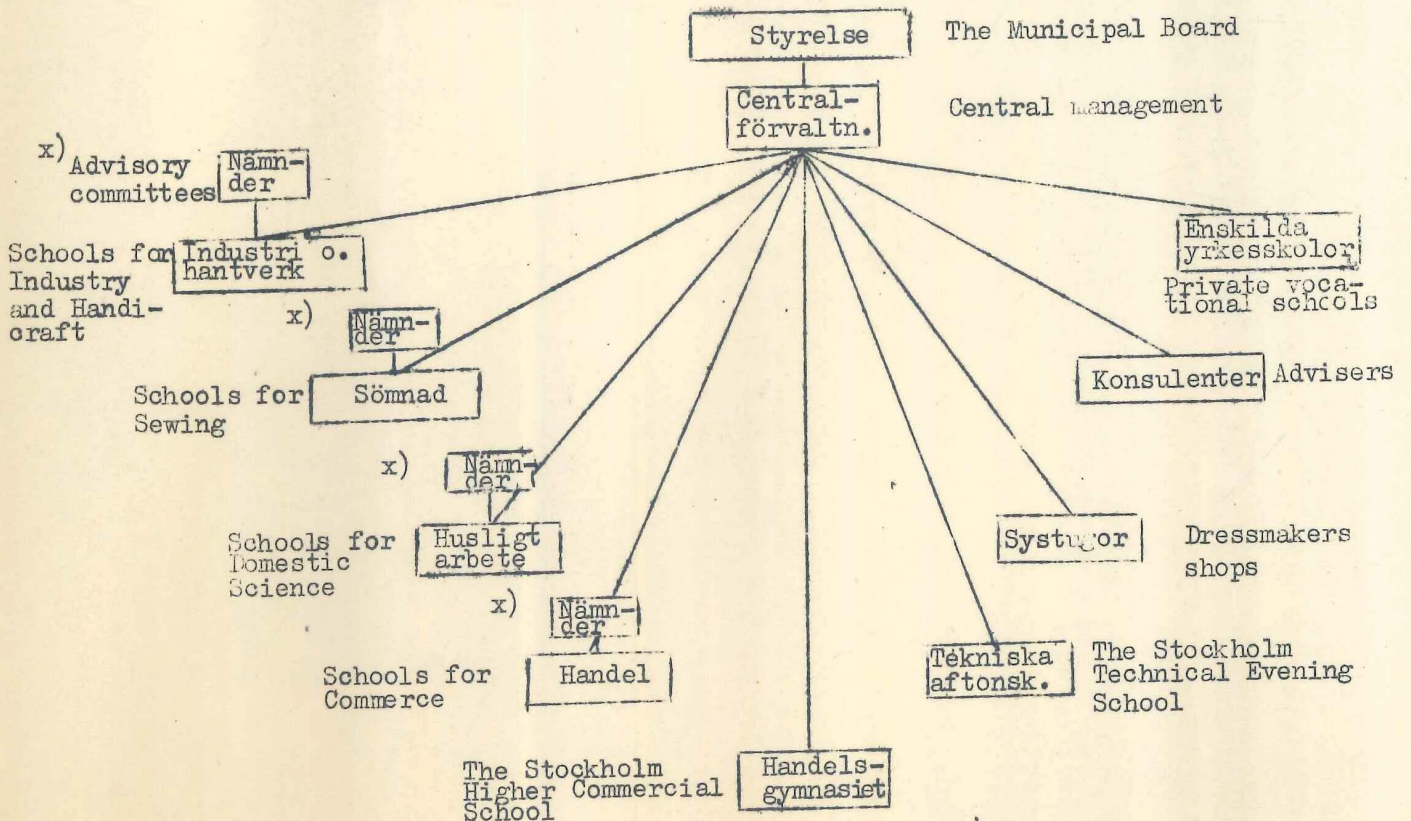 Styrelse
The Municipal Board
Central-
förvaltn.
Central management
x) Advisory
committees
Nämn-
der
Schools for
Industry
and Handi-
craft
Industri o.
hantverk
x)
Nämn-
der
Schools for
Sewing
Sömnad
x)
Nämn-
der
Schools for
Domestic
Science
Husligt
arbete
x)
Nämn-
der
Schools for
Commerce
Handel
The Stockholm
Higher Commercial
School
Handels-
gymnasiet
Tekniska
aftonsk.
The Stockholm
Technical Evening
School
Systugor
Dressmakers
shops
Konsulenter
Advisers
Enskilda
yrkesskolor
Private voca-
tional schools